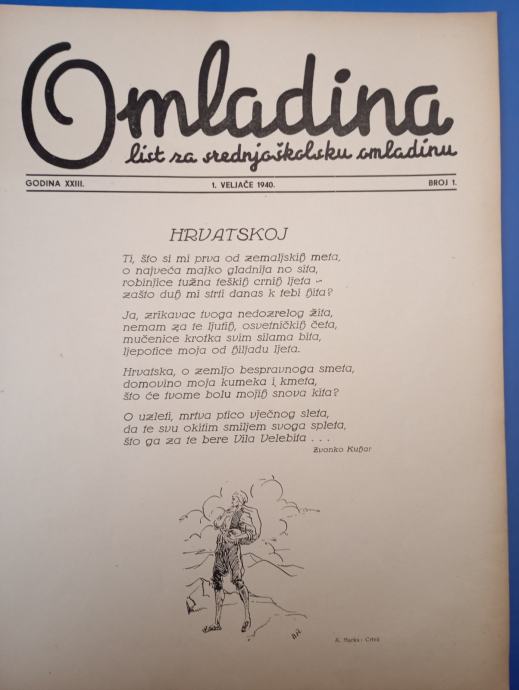 Omladina
list za srednjoškolsku omladinu
GODINA XXIII.
1. VELJAČE 1940.
BROJ 1.
HRVATSKOJ
Ti, što si mi prva od zemaljskih meta,
o najveća majko gladnija no sita,
robinjice tužna teških crnih ljeta –
zašto duh mi strti danas k tebi hita?
Ja, zrikavac tvoga nedozrelog žita,
nemam za te ljutih, osvetničkih četa,
mučenice krotka svim silama bita,
ljepotice moja od hiljadu ljeta.
Hrvatska, o zemljo bespravnoga smeta,
domovino moja kumeka i kmeta,
što će tvome bolu mojih snova kita?
O uzleti, mrtva ptico vječnog sleta,
da te svu okitim smiljem svoga spleta,
što ga za te bere Vila Velebita . . .
Zvonko Kuhar